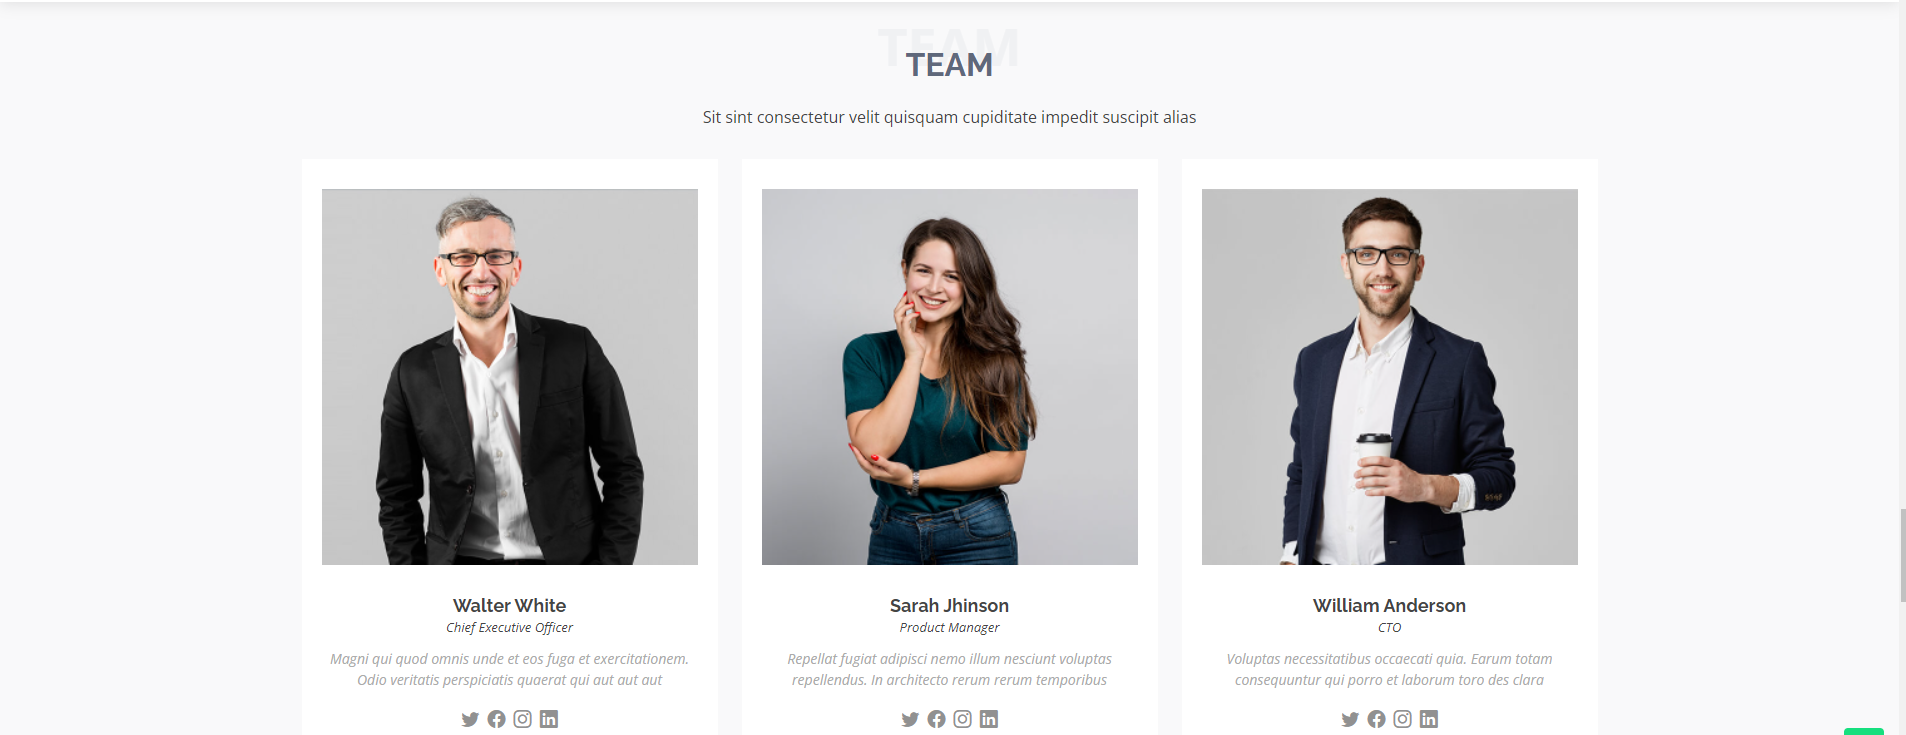 TEAM
TEAM
Sit sint consectetur velit quisquam cupiditate impedit suscipit alias
Walter White
Chief Executive Officer
Magni qui quod omnis unde et eos fuga et exercitationem.
Odio veritatis perspiciatis quaerat qui aut aut aut
Sarah Jhinson
Product Manager
Repellat fugiat adipisci nemo illum nesciunt voluptas
repellendus. In architecto rerum rerum temporibus
William Anderson
CTO
Voluptas necessitatibus occaecati quia. Earum totam
consequuntur qui porro et laborum toro des clara